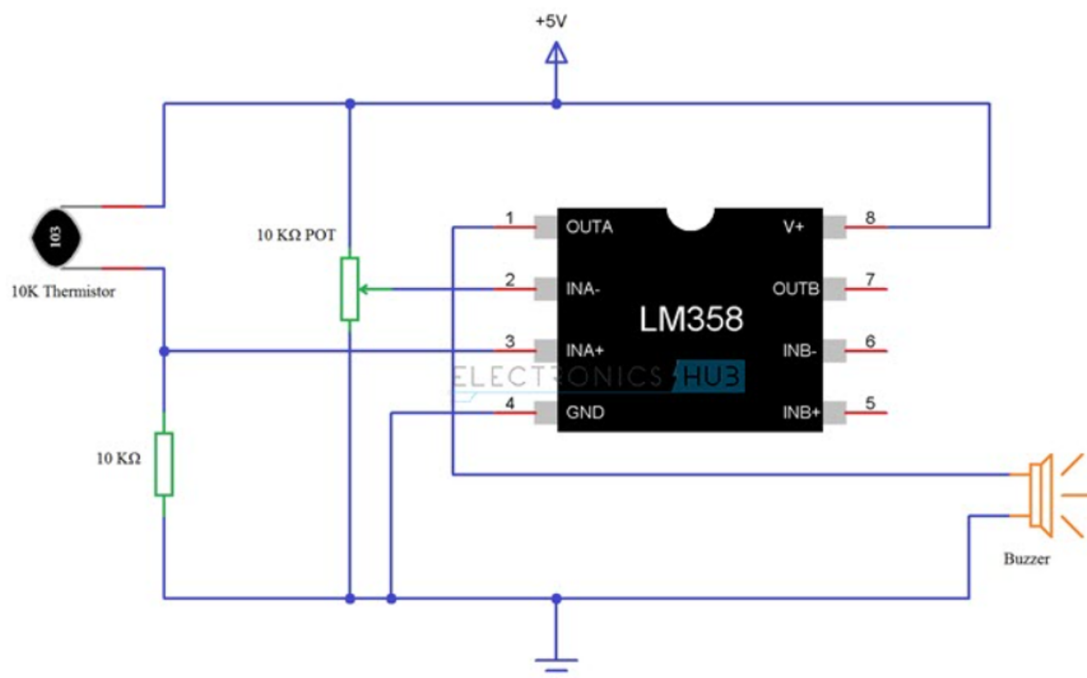 +5V
103
10K Thermistor
10 KΩ POT
10 KΩ
1
2
3
4
OUTA
INA-
INA+
GND
LM358
V+
OUTB
INB-
INB+
8
7
6
5
ELECTRONICS HUB
Buzzer